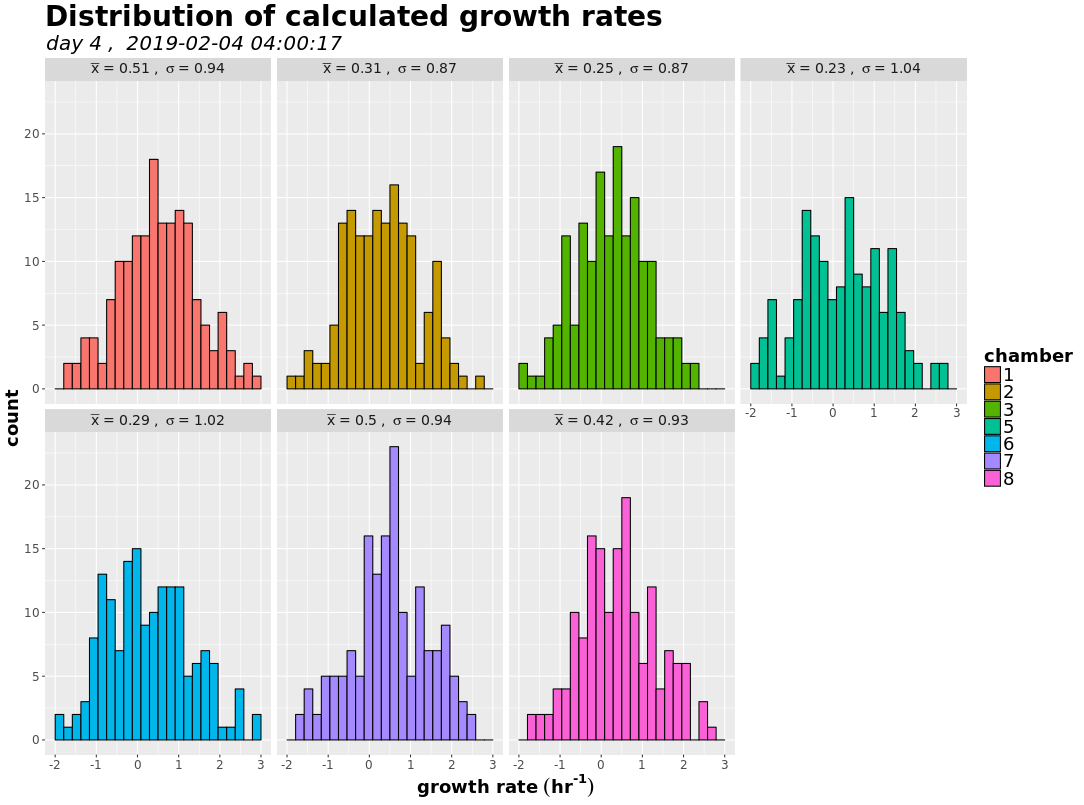 Distribution of calculated growth rates
day 4 ,  2019-02-04 04:00:17
x̅ = 0.51 ,  σ = 0.94
x̅ = 0.31 ,  σ = 0.87
x̅ = 0.25 ,  σ = 0.87
x̅ = 0.23 ,  σ = 1.04
20
15
10
5
0
-2 -1 0 1 2 3
x̅ = 0.29 ,  σ = 1.02
x̅ = 0.5 ,  σ = 0.94
x̅ = 0.42 ,  σ = 0.93
20
15
10
5
0
-2 -1 0 1 2 3
-2 -1 0 1 2 3
-2 -1 0 1 2 3
count
growth rate (hr⁻¹)
chamber
1
2
3
5
6
7
8